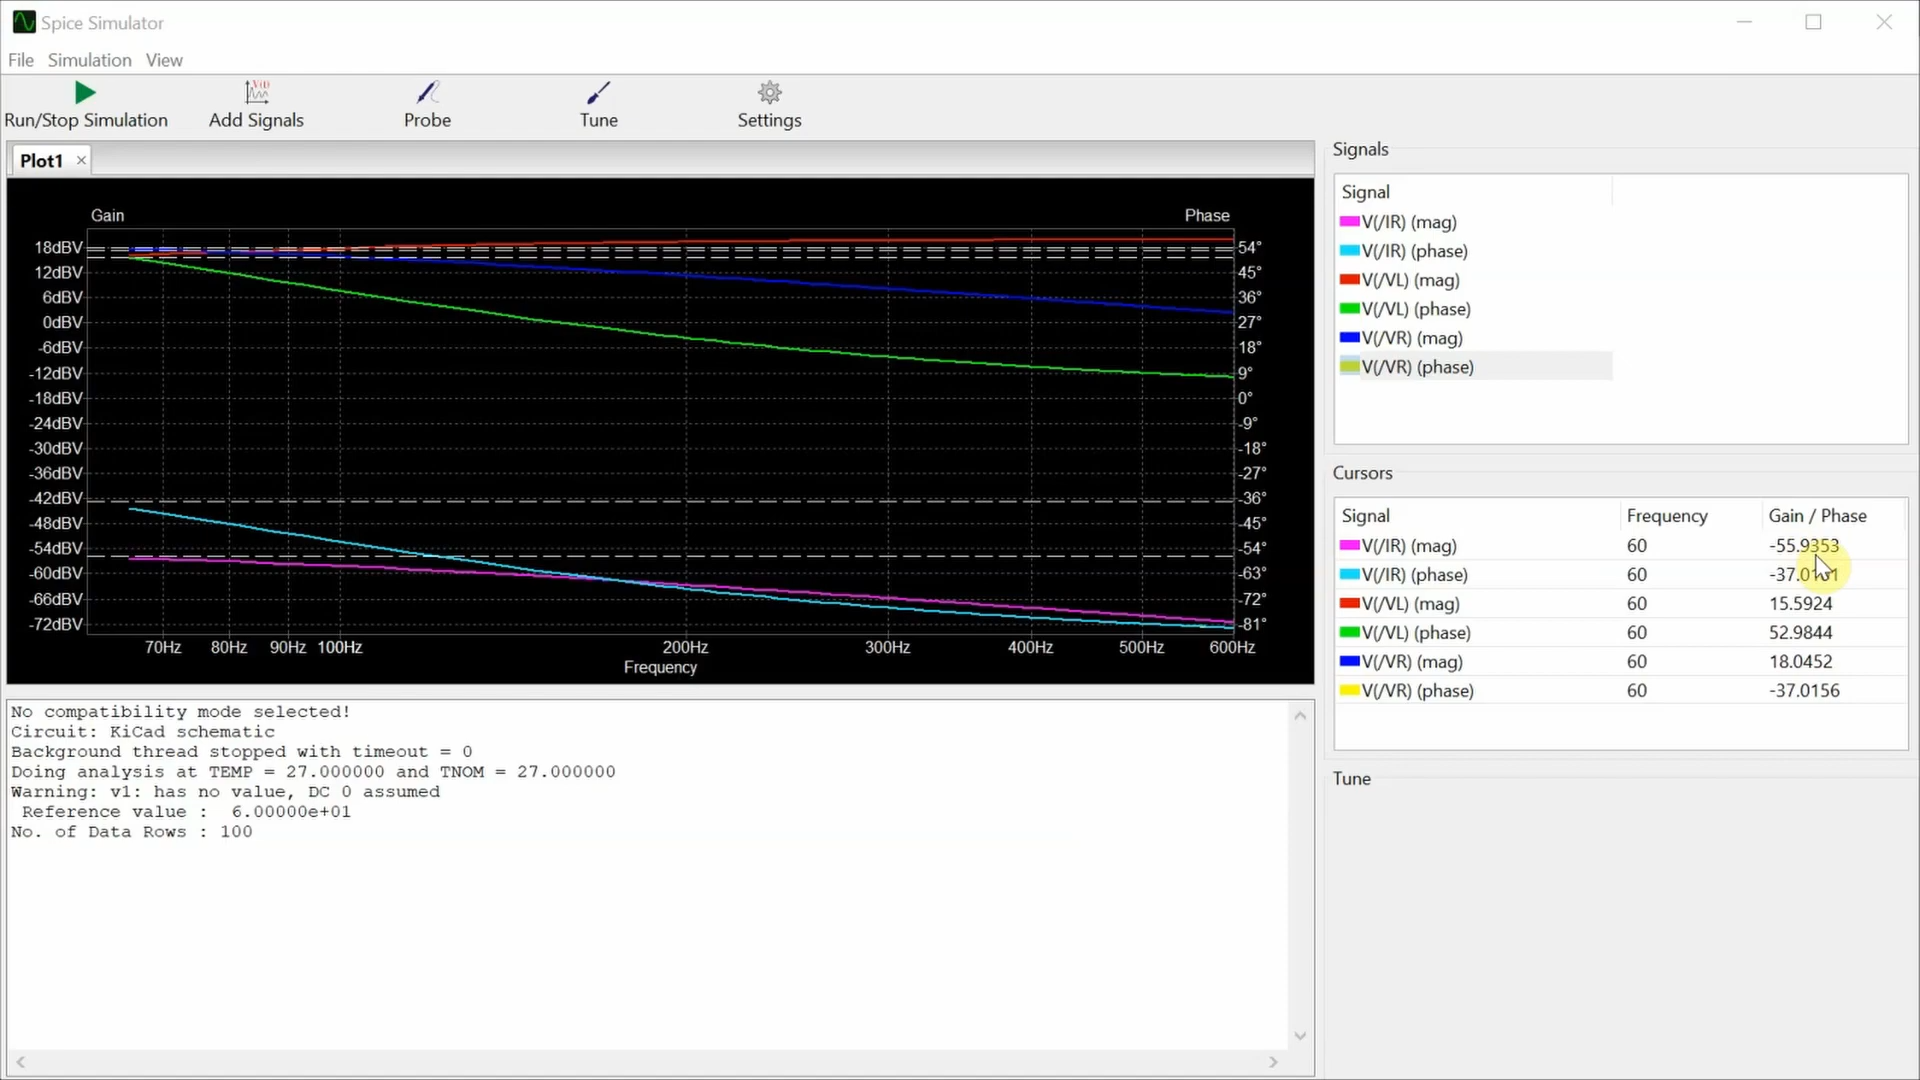 Spice Simulator
File Simulation View
Run/Stop Simulation Add Signals Probe Tune Settings
Plot1
Gain Phase
18dBV 54°
12dBV 45°
6dBV 36°
0dBV 27°
-6dBV 18°
-12dBV 9°
-18dBV 0°
-24dBV -9°
-30dBV -18°
-36dBV -27°
-42dBV -36°
-48dBV -45°
-54dBV -54°
-60dBV -63°
-66dBV -72°
-72dBV -81°
70Hz 80Hz 90Hz 100Hz 200Hz 300Hz 400Hz 500Hz 600Hz
Frequency
No compatibility mode selected!
Circuit: KiCad schematic
Background thread stopped with timeout = 0
Doing analysis at TEMP = 27.000000 and TNOM = 27.000000
Warning: v1: has no value, DC 0 assumed
Reference value : 6.00000e+01
No. of Data Rows : 100
Signals
Signal
V(/IR) (mag)
V(/IR) (phase)
V(/VL) (mag)
V(/VL) (phase)
V(/VR) (mag)
V(/VR) (phase)
Cursors
Signal Frequency Gain / Phase
V(/IR) (mag) 60 -55.9353
V(/IR) (phase) 60
V(/VL) (mag) 60 15.5924
V(/VL) (phase) 60 52.9844
V(/VR) (mag) 60 18.0452
V(/VR) (phase) 60 -37.0156
Tune